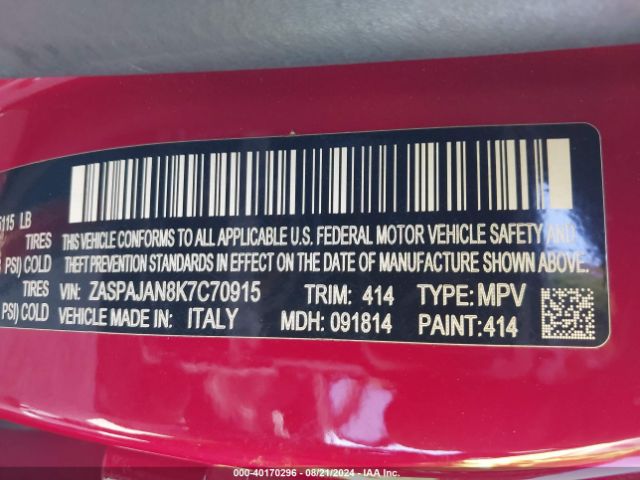 5115 LB
TIRES
THIS VEHICLE CONFORMS TO ALL APPLICABLE U.S. FEDERAL MOTOR VEHICLE SAFETY AND
PSI) COLD
THEFT PREVENTION STANDARDS IN EFFECT ON THE DATE OF MANUFACTURE SHOWN ABOVE.
TIRES
VIN: ZASPAJAN8K7C70915 TRIM: 414 TYPE: MPV
PSI) COLD
VEHICLE MADE IN: ITALY MDH: 091814 PAINT:414
000-40170296 - 08/21/2024 - IAA Inc.